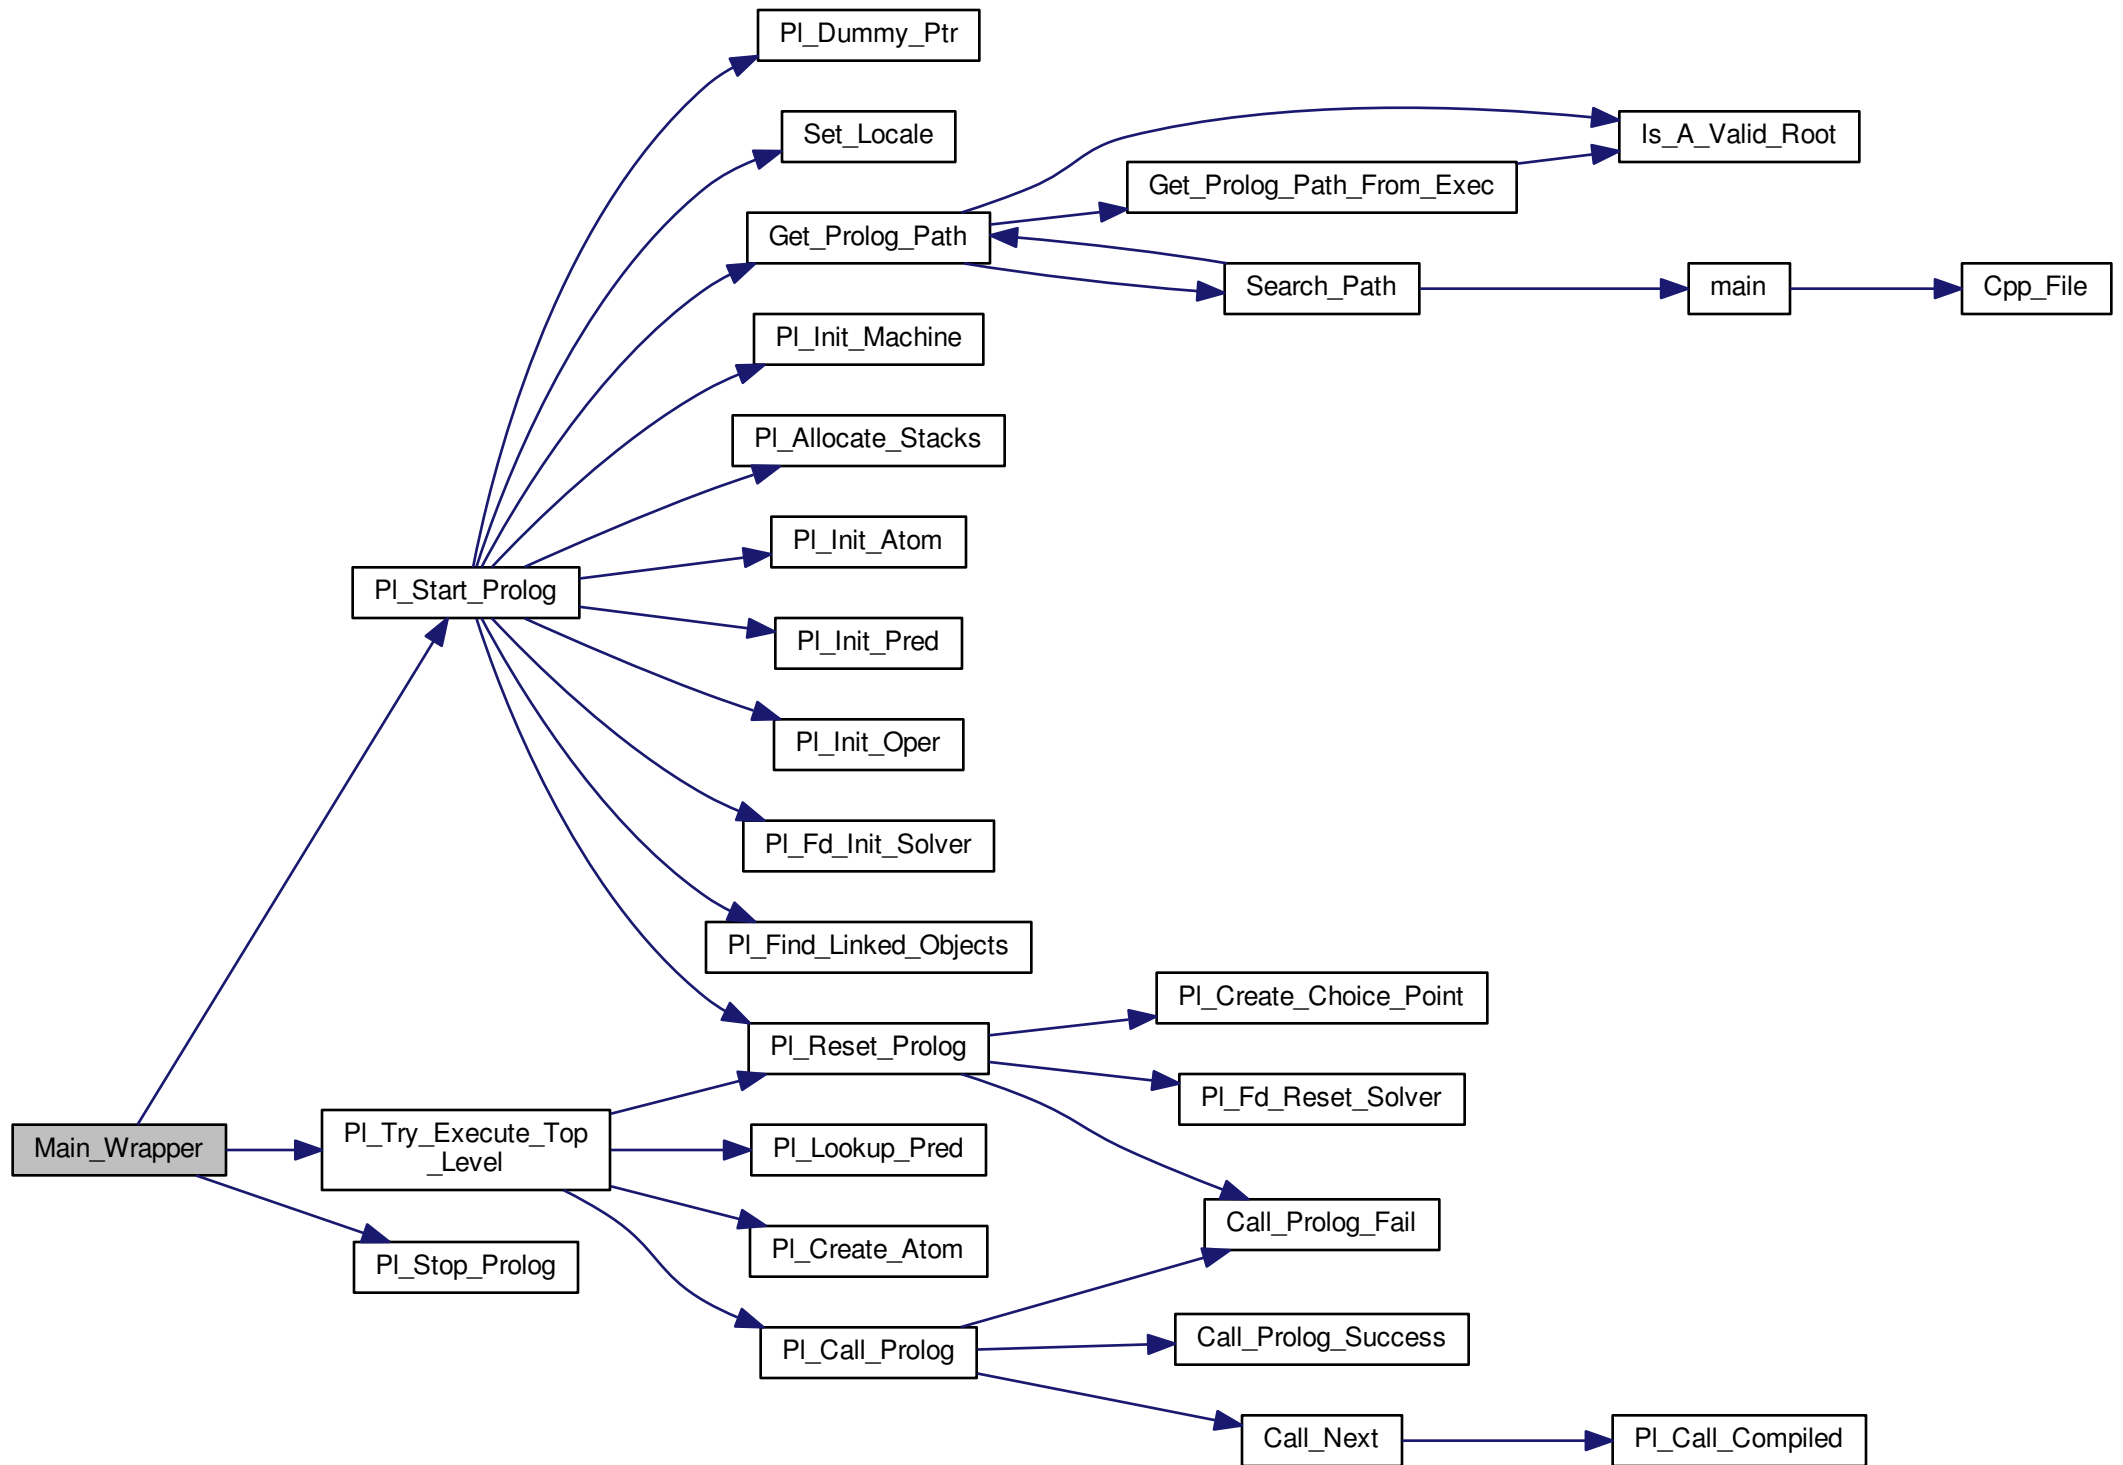 Pl_Dummy_Ptr
Set_Locale
Is_A_Valid_Root
Get_Prolog_Path_From_Exec
Get_Prolog_Path
Search_Path
main
Cpp_File
Pl_Init_Machine
Pl_Allocate_Stacks
Pl_Init_Atom
Pl_Start_Prolog
Pl_Init_Pred
Pl_Init_Oper
Pl_Fd_Init_Solver
Pl_Find_Linked_Objects
Pl_Create_Choice_Point
Pl_Reset_Prolog
Pl_Fd_Reset_Solver
Main_Wrapper
Pl_Try_Execute_Top
_Level
Pl_Lookup_Pred
Call_Prolog_Fail
Pl_Create_Atom
Pl_Stop_Prolog
Call_Prolog_Success
Pl_Call_Prolog
Call_Next
Pl_Call_Compiled